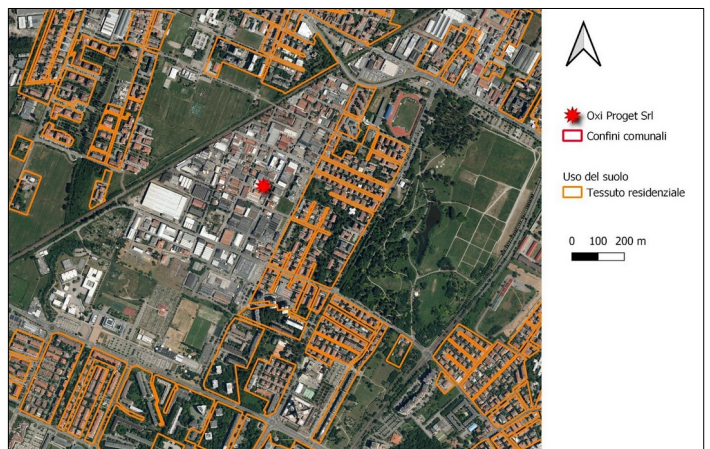 Oxi Proget Srl
Confini comunali
Uso del suolo
Tessuto residenziale
0 100 200 m